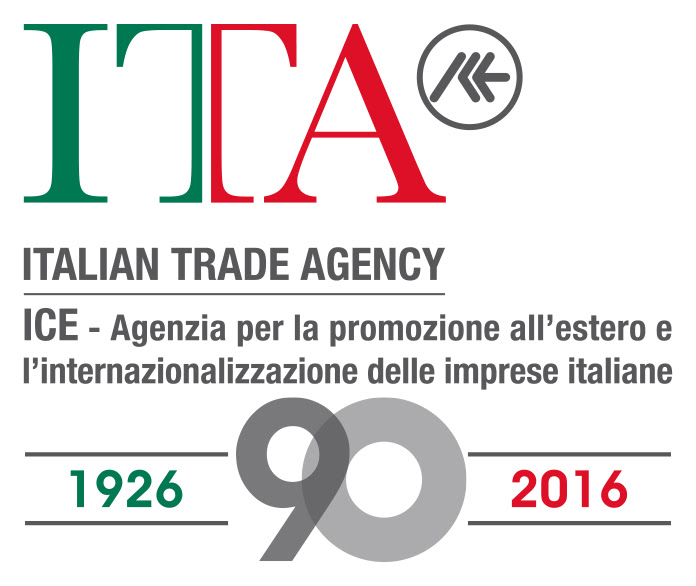 ITA
ITALIAN TRADE AGENCY
ICE - Agenzia per la promozione all’estero e
l’internazionalizzazione delle imprese italiane
1926 90 2016